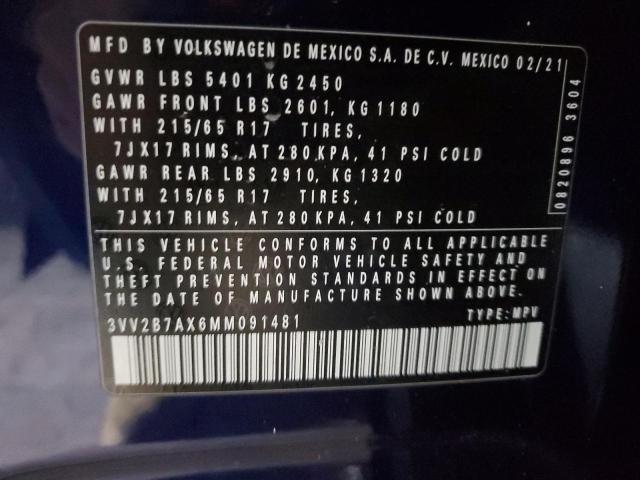 MFD BY VOLKSWAGEN DE MEXICO S.A. DE C.V. MEXICO 02/21
GVWR LBS 5401 KG 2450
GAWR FRONT LBS 2601, KG 1180
WITH 215/65 R17 TIRES,
7JX17 RIMS, AT 280 KPA, 41 PSI COLD
GAWR REAR LBS 2910, KG 1320
WITH 215/65 R17 TIRES,
7JX17 RIMS, AT 280 KPA, 41 PSI COLD
0820896 3604
THIS VEHICLE CONFORMS TO ALL APPLICABLE
U.S. FEDERAL MOTOR VEHICLE SAFETY AND
THEFT PREVENTION STANDARDS IN EFFECT ON
THE DATE OF MANUFACTURE SHOWN ABOVE.
3VV2B7AX6MM091481 TYPE: MPV